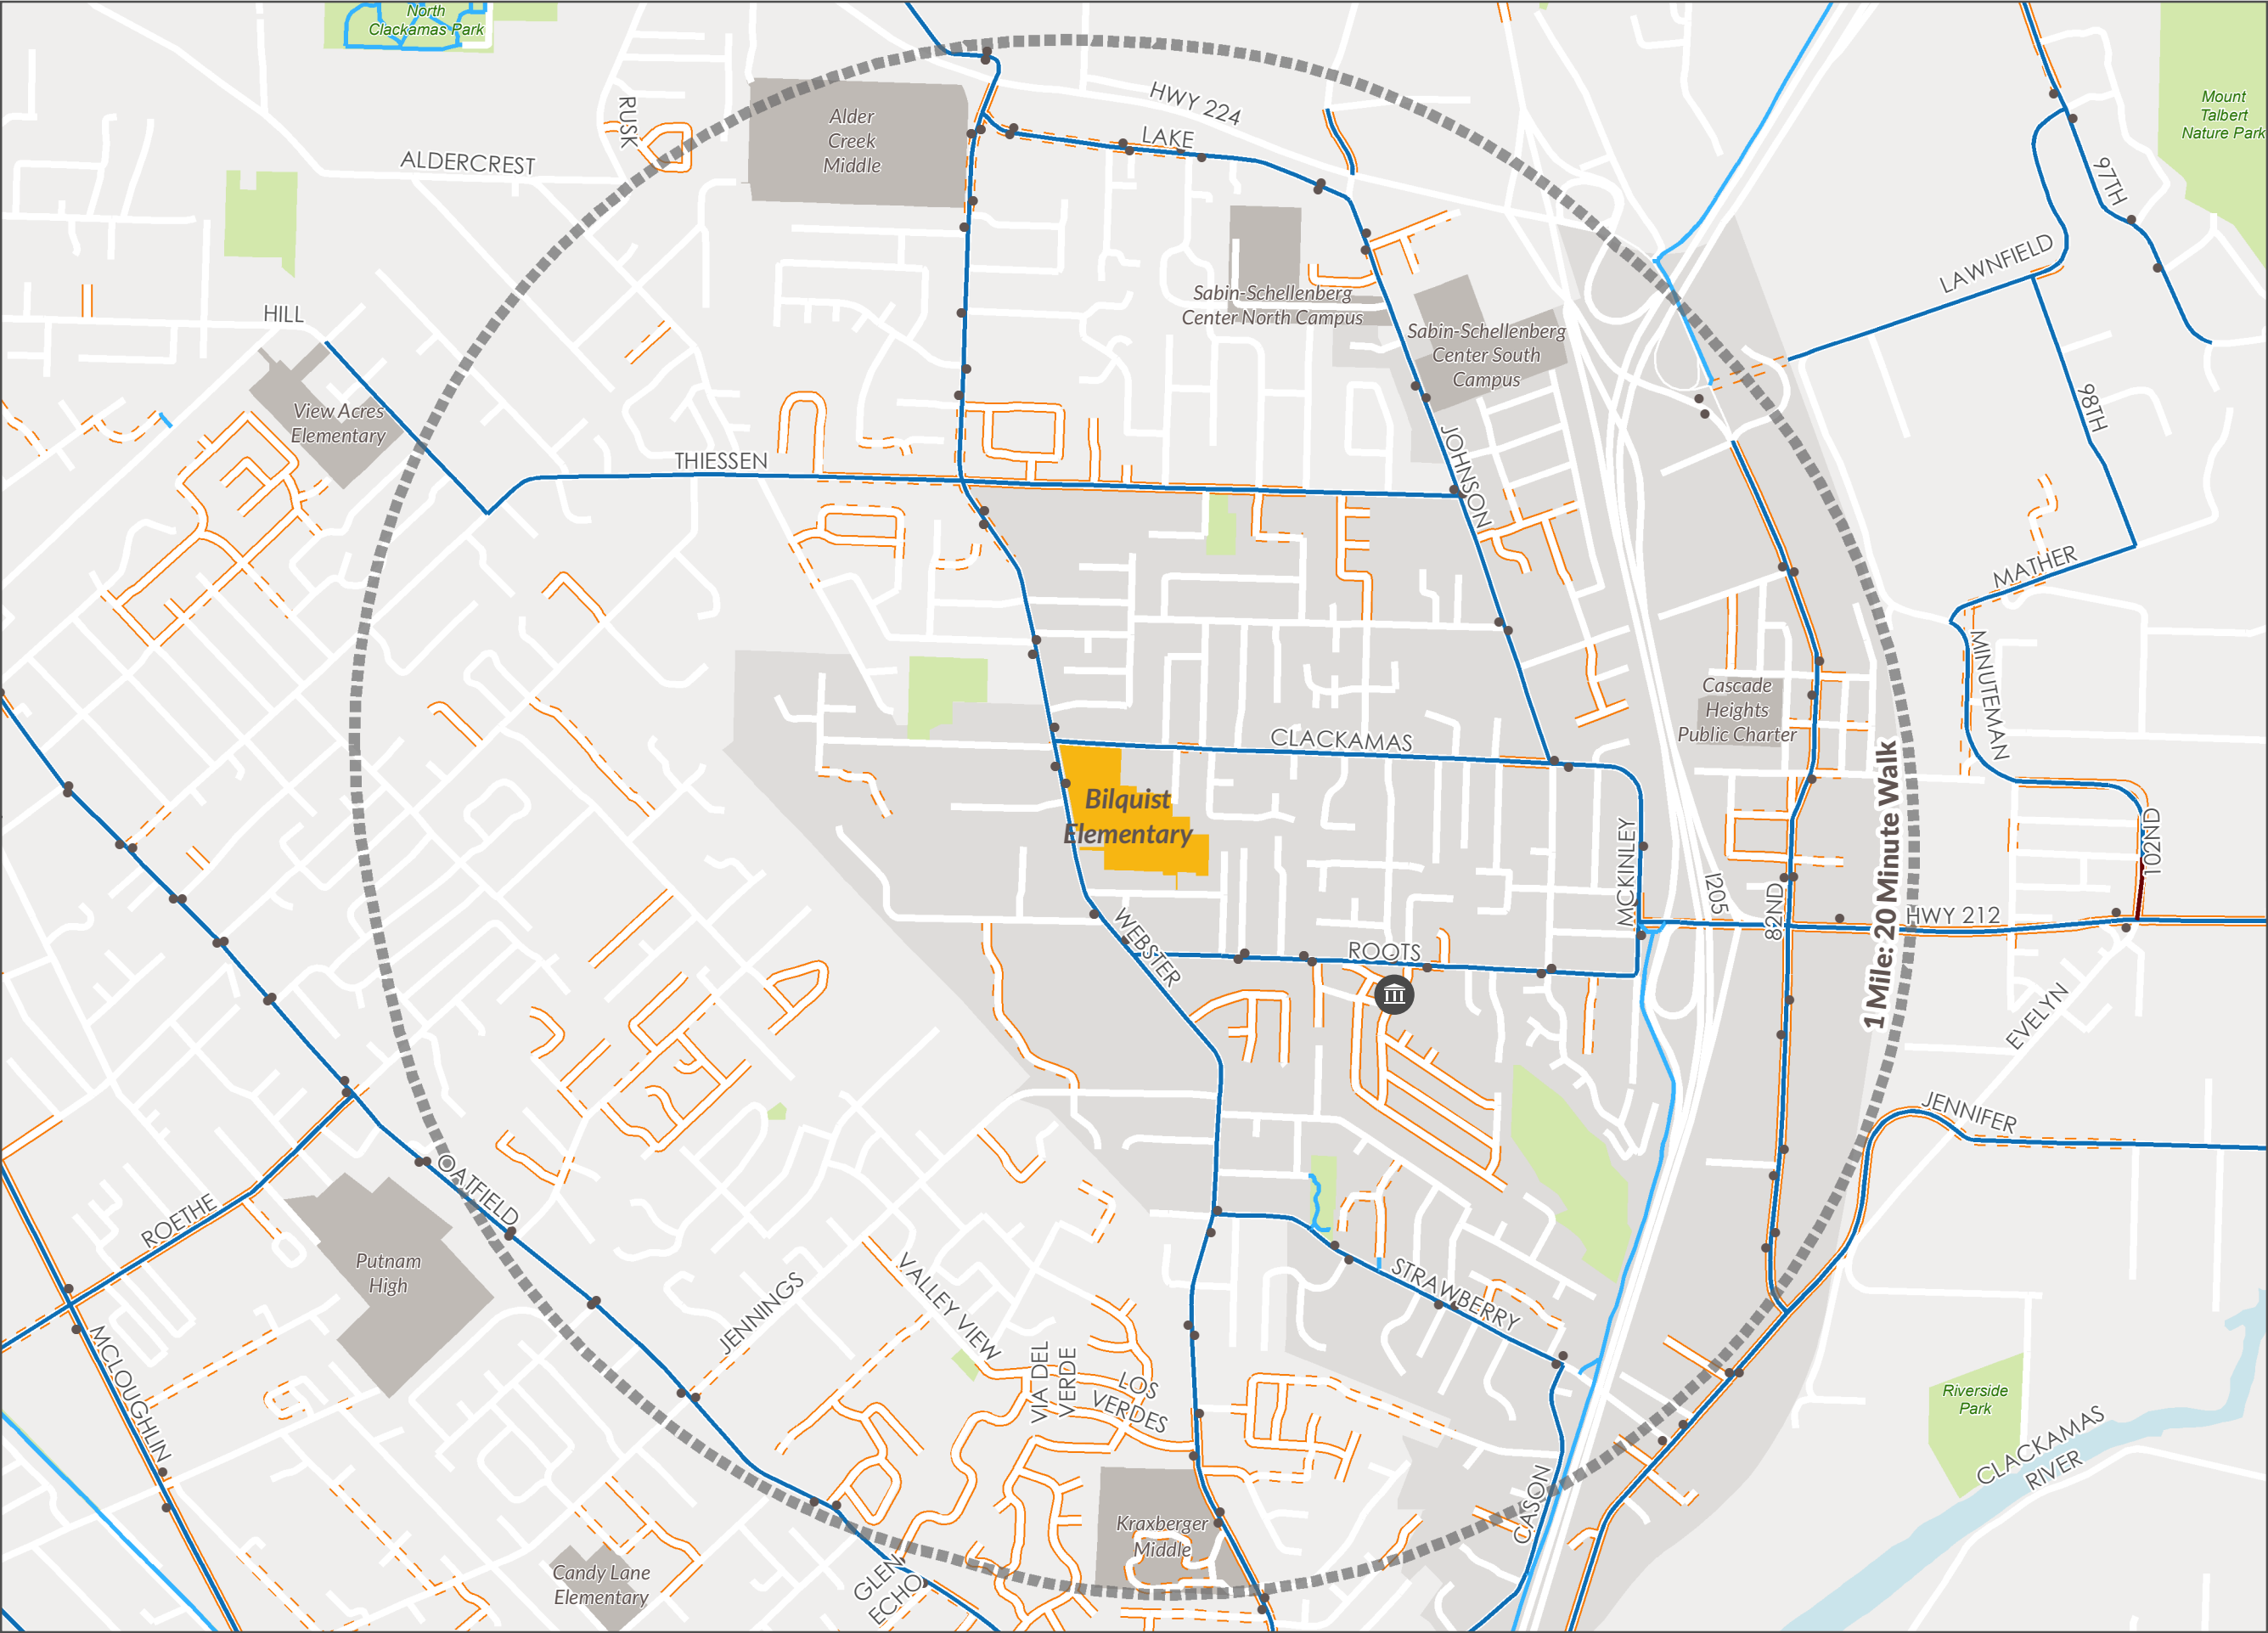 North
Clackamas Park
RUSK
Alder
Creek
Middle
HWY 224
LAKE
Mount
Talbert
Nature Park
97TH
ALDERCREST
HILL
View Acres
Elementary
Sabin-Schellenberg
Center North Campus
Sabin-Schellenberg
Center South
Campus
LAWNFIELD
98TH
THIESSEN
JOHNSON
MATHER
MINUTEMAN
Cascade
Heights
Public Charter
CLACKAMAS
Bilquist
Elementary
MCKINLEY
I205
82ND
1 Mile: 20 Minute Walk
102ND
HWY 212
WEBSTER
ROOTS
EVELYN
JENNIFER
OATFIELD
ROETHE
Putnam
High
MCLOUGHLIN
JENNINGS
VALLEY VIEW
VIA DEL
VERDE
LOS
VERDES
STRAWBERRY
Riverside
Park
CLACKAMAS
RIVER
CASON
Kraxberger
Middle
Candy Lane
Elementary
GLEN
ECHO